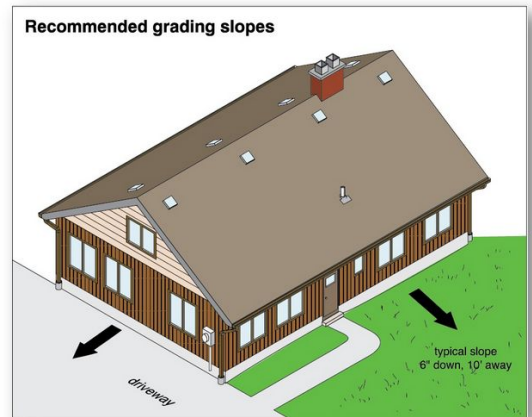 Recommended grading slopes
typical slope
6" down, 10' away
driveway